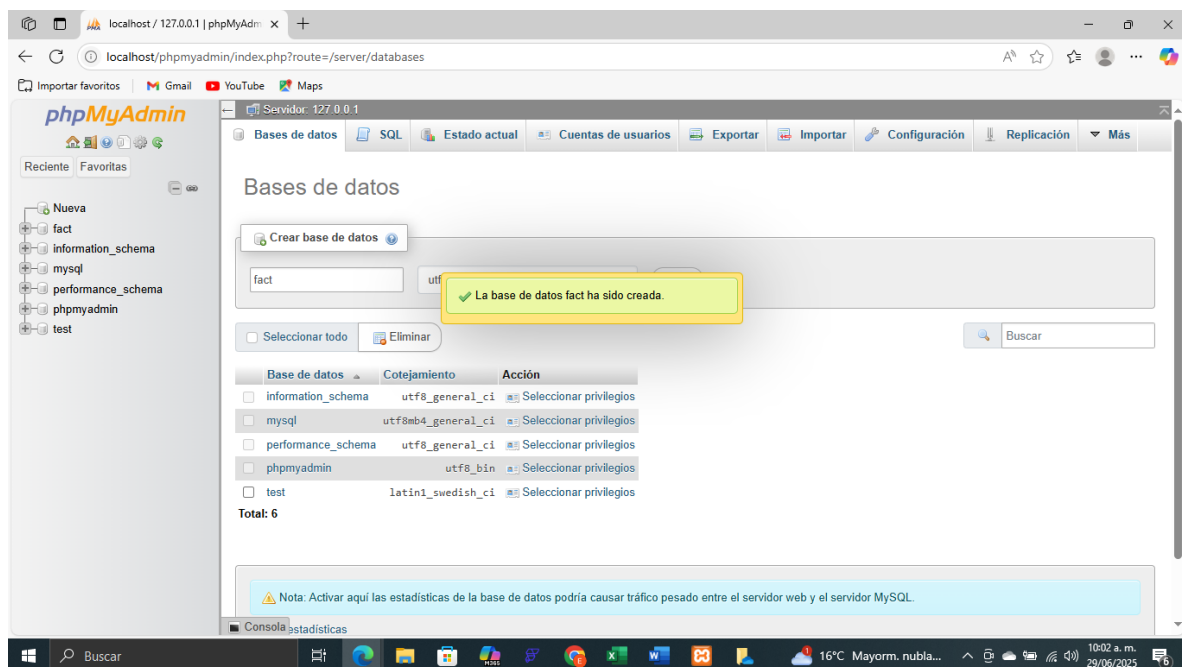 localhost / 127.0.0.1 | phpMyAdm
localhost/phpmyadmin/index.php?route=/server/databases
Importar favoritos Gmail YouTube Maps
phpMyAdmin
Servidor: 127.0.0.1
Bases de datos SQL Estado actual Cuentas de usuarios Exportar Importar Configuración Replicación Más
Reciente Favoritas
Nueva
fact
information_schema
mysql
performance_schema
phpmyadmin
test
Bases de datos
Crear base de datos
fact utf
La base de datos fact ha sido creada.
Seleccionar todo Eliminar Buscar
Base de datos Cotejamiento Acción
information_schema utf8_general_ci Seleccionar privilegios
mysql utf8mb4_general_ci Seleccionar privilegios
performance_schema utf8_general_ci Seleccionar privilegios
phpmyadmin utf8_bin Seleccionar privilegios
test latin1_swedish_ci Seleccionar privilegios
Total: 6
Nota: Activar aquí las estadísticas de la base de datos podría causar tráfico pesado entre el servidor web y el servidor MySQL.
Consola estadísticas
Buscar M365 16°C Mayorm. nubla... 10:02 a. m.
29/06/2025